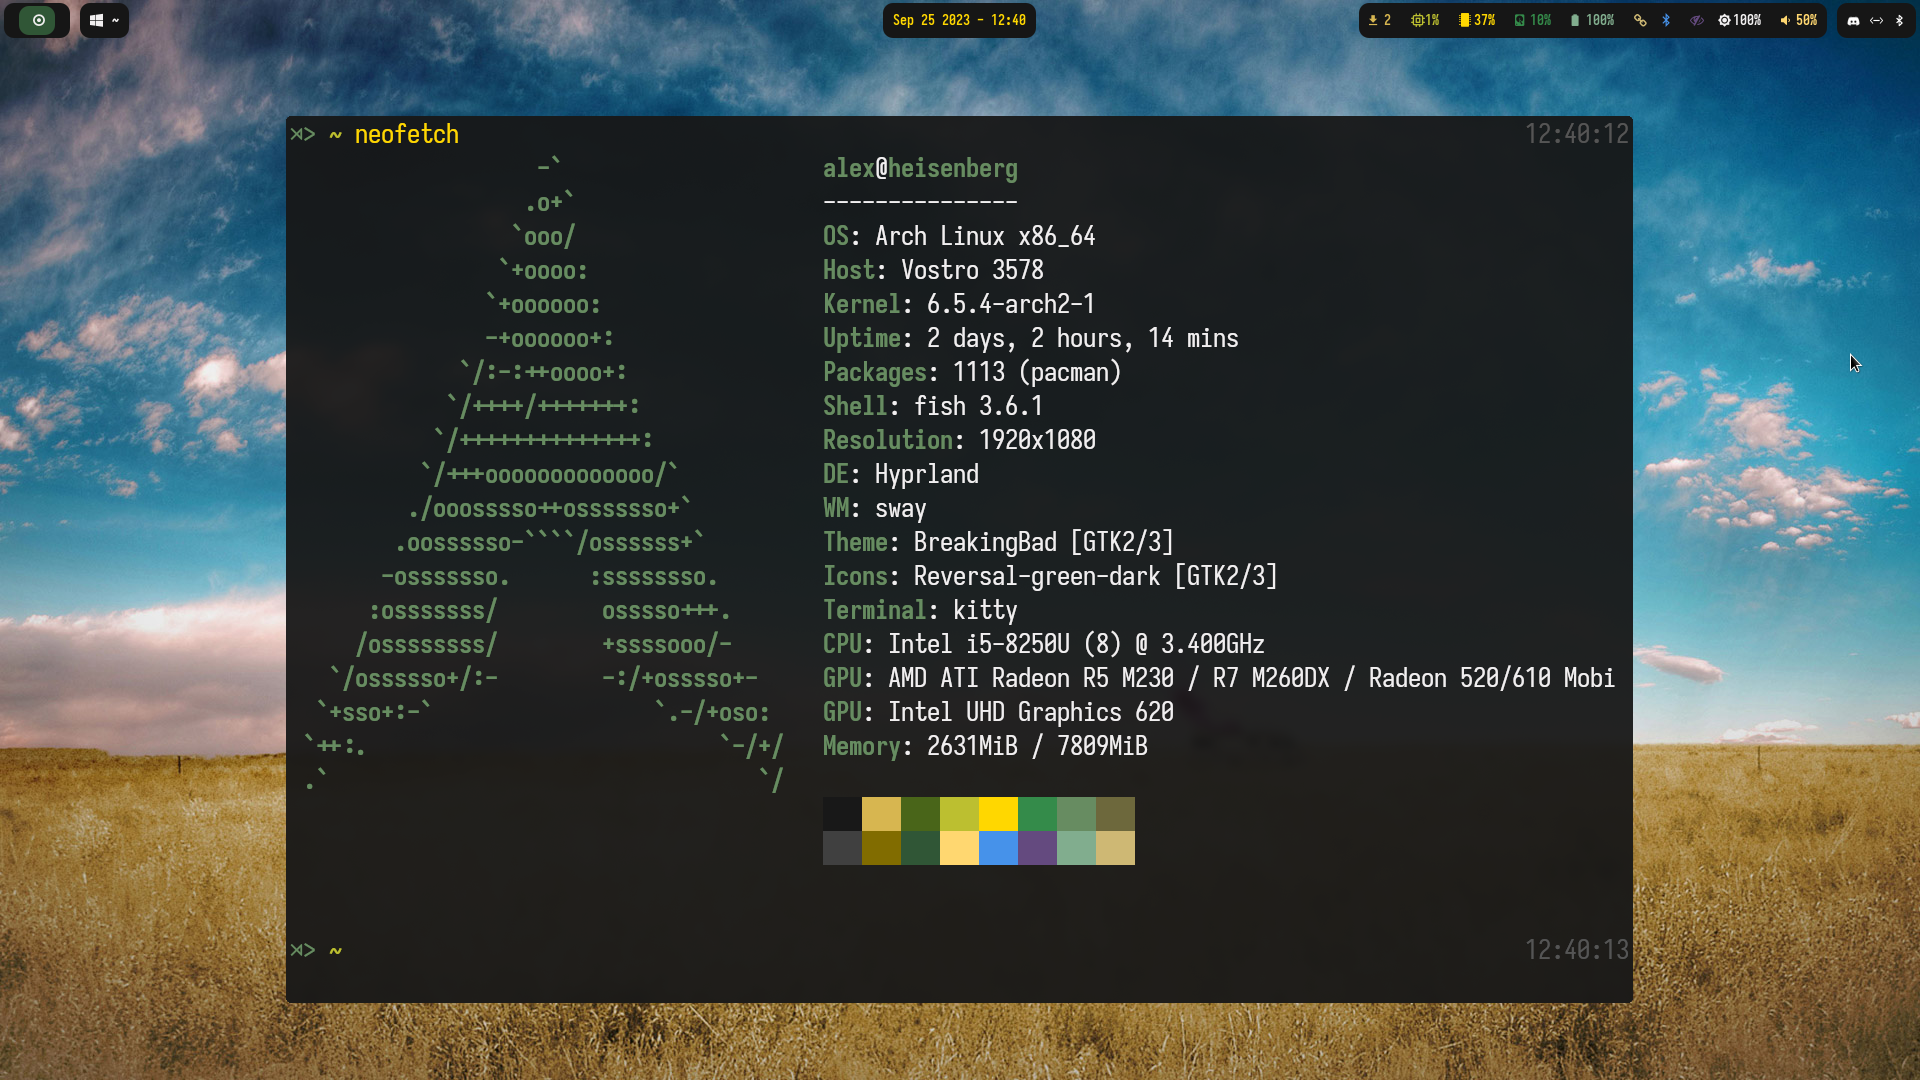 ~
Sep 25 2023 - 12:40
2 1% 37% 10% 100% 100% 50%
~ neofetch 12:40:12
-`
.o+`
`ooo/
`+oooo:
`+oooooo:
-+oooooo+:
`/:-:++oooo+:
`/++++/+++++++:
`/++++++++++++++:
`/+++ooooooooooooo/`
./ooosssso++osssssso+`
.oossssso-````/ossssss+`
-osssssso. :ssssssso.
:osssssss/ osssso+++.
/ossssssss/ +ssssooo/-
`/ossssso+/:- -:/+osssso+-
`+sso+:-` `.-/+oso:
`++:. `-/+/
.` `/
alex@heisenberg
---------------
OS: Arch Linux x86_64
Host: Vostro 3578
Kernel: 6.5.4-arch2-1
Uptime: 2 days, 2 hours, 14 mins
Packages: 1113 (pacman)
Shell: fish 3.6.1
Resolution: 1920x1080
DE: Hyprland
WM: sway
Theme: BreakingBad [GTK2/3]
Icons: Reversal-green-dark [GTK2/3]
Terminal: kitty
CPU: Intel i5-8250U (8) @ 3.400GHz
GPU: AMD ATI Radeon R5 M230 / R7 M260DX / Radeon 520/610 Mobi
GPU: Intel UHD Graphics 620
Memory: 2631MiB / 7809MiB
~ 12:40:13